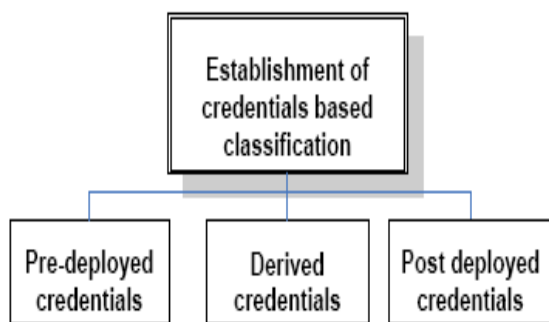 Establishment of
credentials based
classification
Pre-deployed
credentials
Derived
credentials
Post deployed
credentials